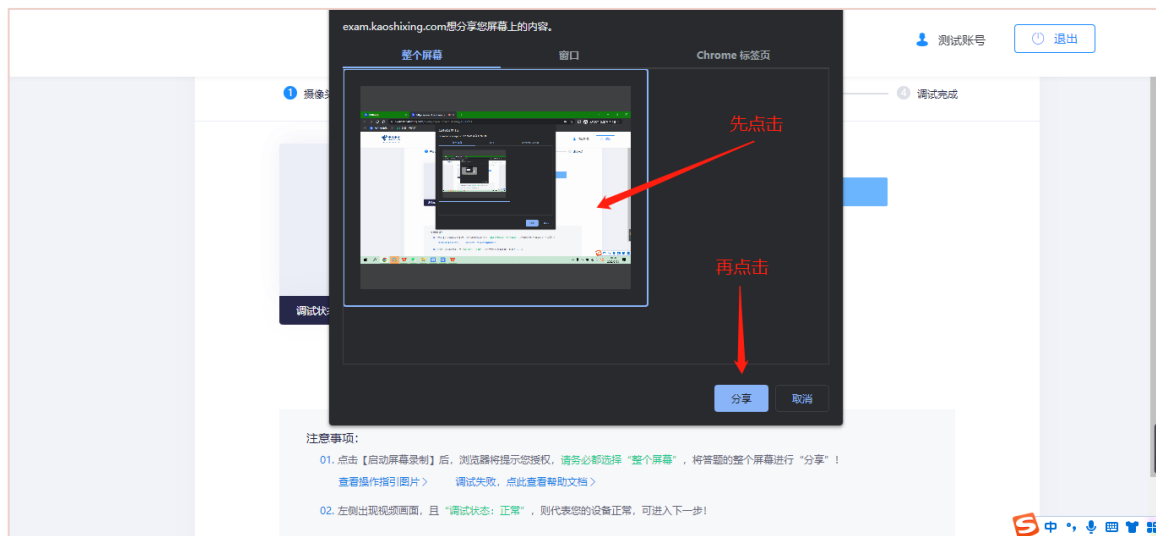 exam.kaoshixing.com想分享您屏幕上的内容。
整个屏幕
窗口
Chrome 标签页
测试账号
退出
1 摄像头
4 调试完成
先点击
再点击
调试状态
分享
取消
注意事项：
01. 点击【启动屏幕录制】后，浏览器将提示您授权，请务必都选择“整个屏幕”，将答题的整个屏幕进行“分享”！
查看操作指引图片〉 调试失败，点此查看帮助文档〉
02. 左侧出现视频画面，且“调试状态：正常”，则代表您的设备正常，可进入下一步！
中